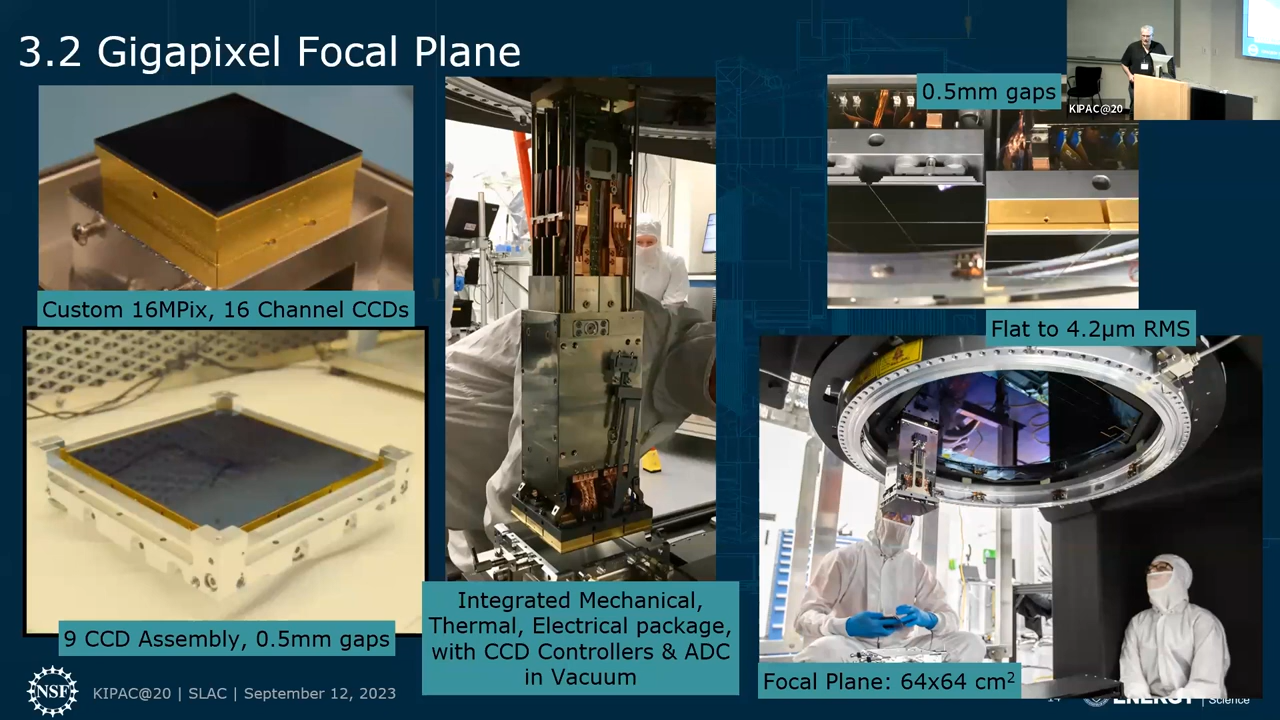 3.2 Gigapixel Focal Plane
0.5mm gaps
KIPAC@20
Custom 16MPix, 16 Channel CCDs
Flat to 4.2µm RMS
9 CCD Assembly, 0.5mm gaps
Integrated Mechanical,
Thermal, Electrical package,
with CCD Controllers & ADC
in Vacuum
Focal Plane: 64x64 cm²
NSF
KIPAC@20 | SLAC | September 12, 2023
14
ENERGY
Science